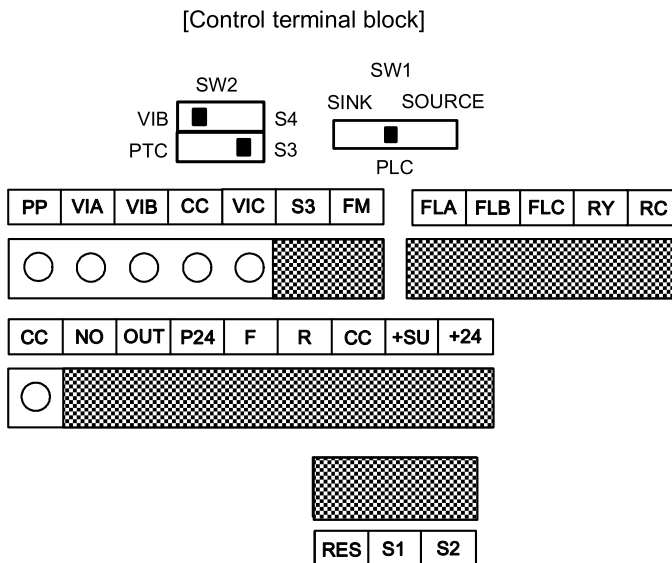 [Control terminal block]
SW2
SW1
VIB S4
PTC S3
SINK SOURCE
PLC
PP VIA VIB CC VIC S3 FM FLA FLB FLC RY RC
CC NO OUT P24 F R CC +SU +24
RES S1 S2